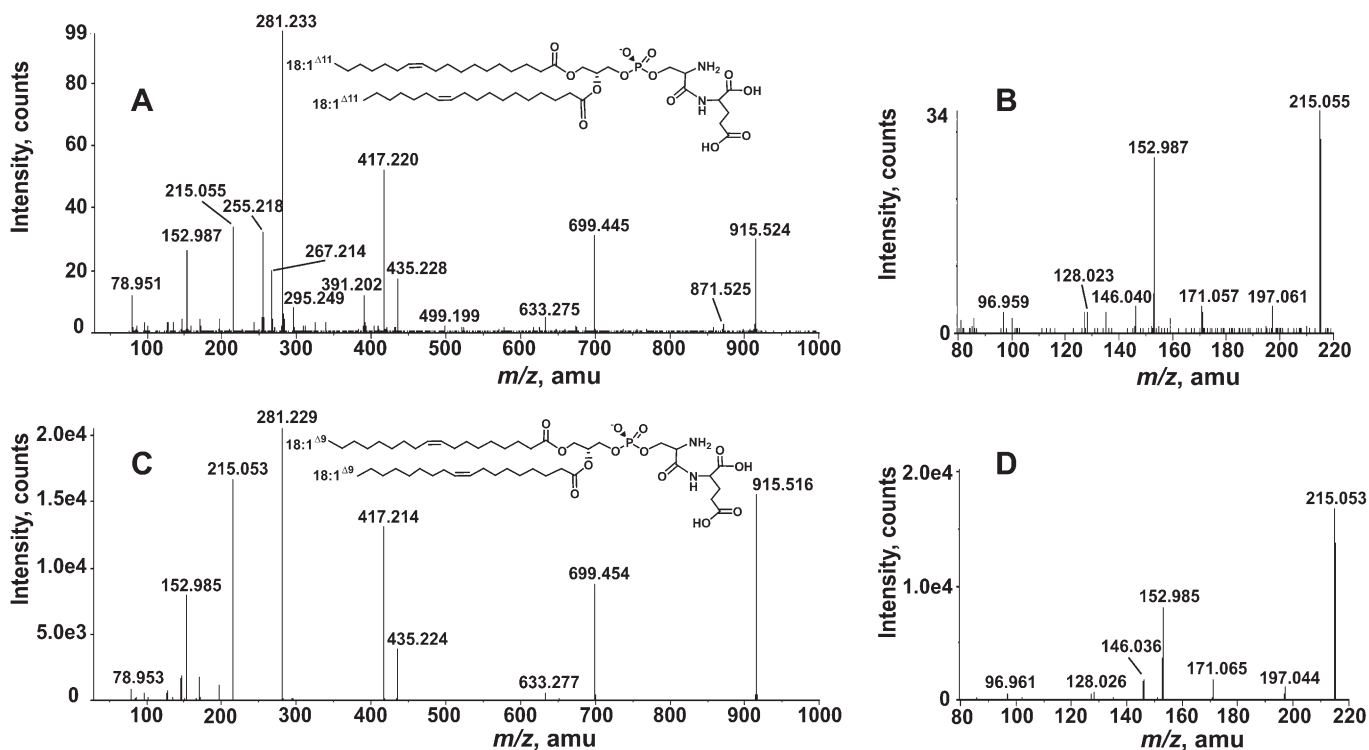 A
Intensity, counts
99
80
60
40
20
0
100 200 300 400 500 600 700 800 900 1000
m/z, amu
281.233
417.220
215.055
255.218
152.987
267.214
435.228
391.202
295.249
78.951
499.199
633.275
699.445
871.525
915.524
18:1Δ11
18:1Δ11
O
O
O
O
-O
O
P
O
O
NH2
O
N
H
O
OH
O
HO
B
Intensity, counts
34
0
80 100 120 140 160 180 200 220
m/z, amu
215.055
152.987
128.023
96.959
146.040
171.057
197.061
C
Intensity, counts
2.0e4
1.5e4
1.0e4
5.0e3
0
100 200 300 400 500 600 700 800 900 1000
m/z, amu
281.229
215.053
417.214
152.985
435.224
78.953
633.277
699.454
915.516
18:1Δ9
18:1Δ9
O
O
O
O
-O
O
P
O
O
NH2
O
N
H
O
OH
O
HO
D
Intensity, counts
2.0e4
1.0e4
0
80 100 120 140 160 180 200 220
m/z, amu
215.053
152.985
146.036
96.961
128.026
171.065
197.044